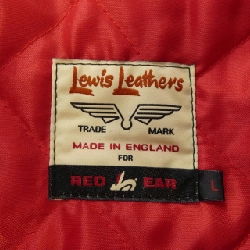 Lewis Leathers
TRADE MARK
MADE IN ENGLAND
FOR
RED EAR
L